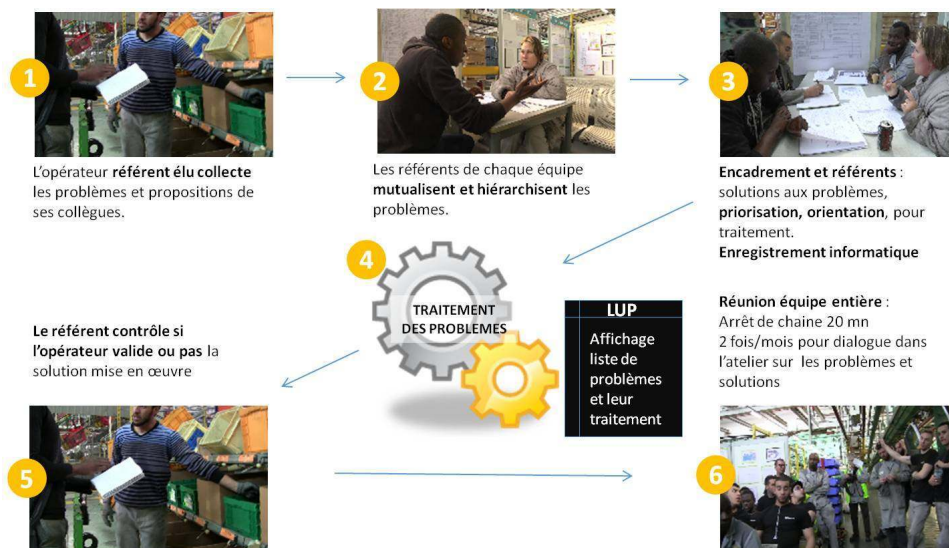 1
L'opérateur référent élu collecte
les problèmes et propositions de
ses collègues.
2
Les référents de chaque équipe
mutualisent et hiérarchisent les
problèmes.
3
Encadrement et référents :
solutions aux problèmes,
priorisation, orientation, pour
traitement.
Enregistrement informatique
4
TRAITEMENT
DES PROBLEMES
LUP
Affichage
liste de
problèmes
et leur
traitement
Le référent contrôle si
l'opérateur valide ou pas la
solution mise en œuvre
5
Réunion équipe entière :
Arrêt de chaine 20 mn
2 fois/mois pour dialogue dans
l'atelier sur les problèmes et
solutions
6